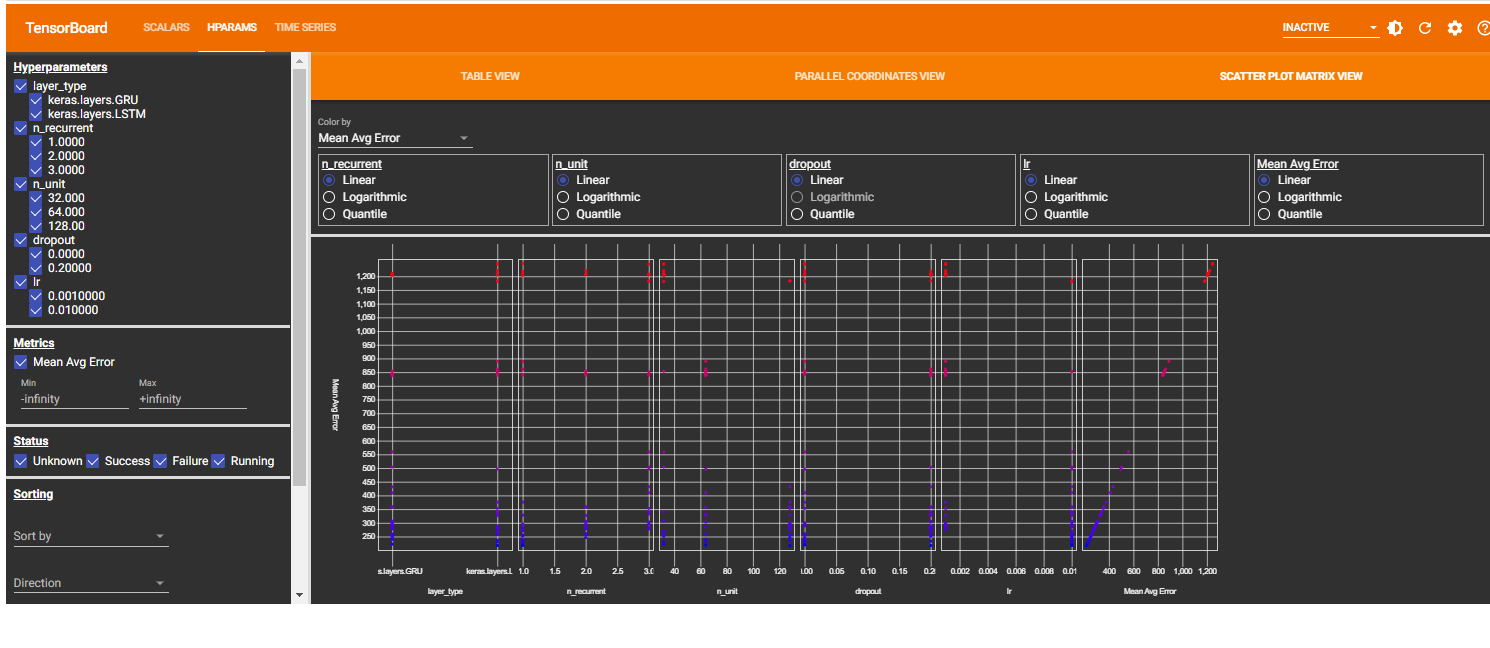 TensorBoard SCALARS HPARAMS TIME SERIES INACTIVE
Hyperparameters
layer_type
keras.layers.GRU
keras.layers.LSTM
n_recurrent
1.0000
2.0000
3.0000
n_unit
32.000
64.000
128.00
dropout
0.0000
0.20000
lr
0.0010000
0.010000
Metrics
Mean Avg Error
Min Max
-infinity +infinity
Status
Unknown Success Failure Running
Sorting
Sort by
Direction
TABLE VIEW PARALLEL COORDINATES VIEW SCATTER PLOT MATRIX VIEW
Color by
Mean Avg Error
n_recurrent
Linear
Logarithmic
Quantile
n_unit
Linear
Logarithmic
Quantile
dropout
Linear
Logarithmic
Quantile
lr
Linear
Logarithmic
Quantile
Mean Avg Error
Linear
Logarithmic
Quantile
Mean Avg Error
1,200
1,150
1,100
1,050
1,000
950
900
850
800
750
700
650
600
550
500
450
400
350
300
250
s.layers.GRU keras.layers.L 1.0 1.5 2.0 2.5 3.0 40 60 80 100 120 .00 0.05 0.10 0.15 0.2 0.002 0.004 0.006 0.008 0.01 400 600 800 1,000 1,200
layer_type n_recurrent n_unit dropout lr Mean Avg Error